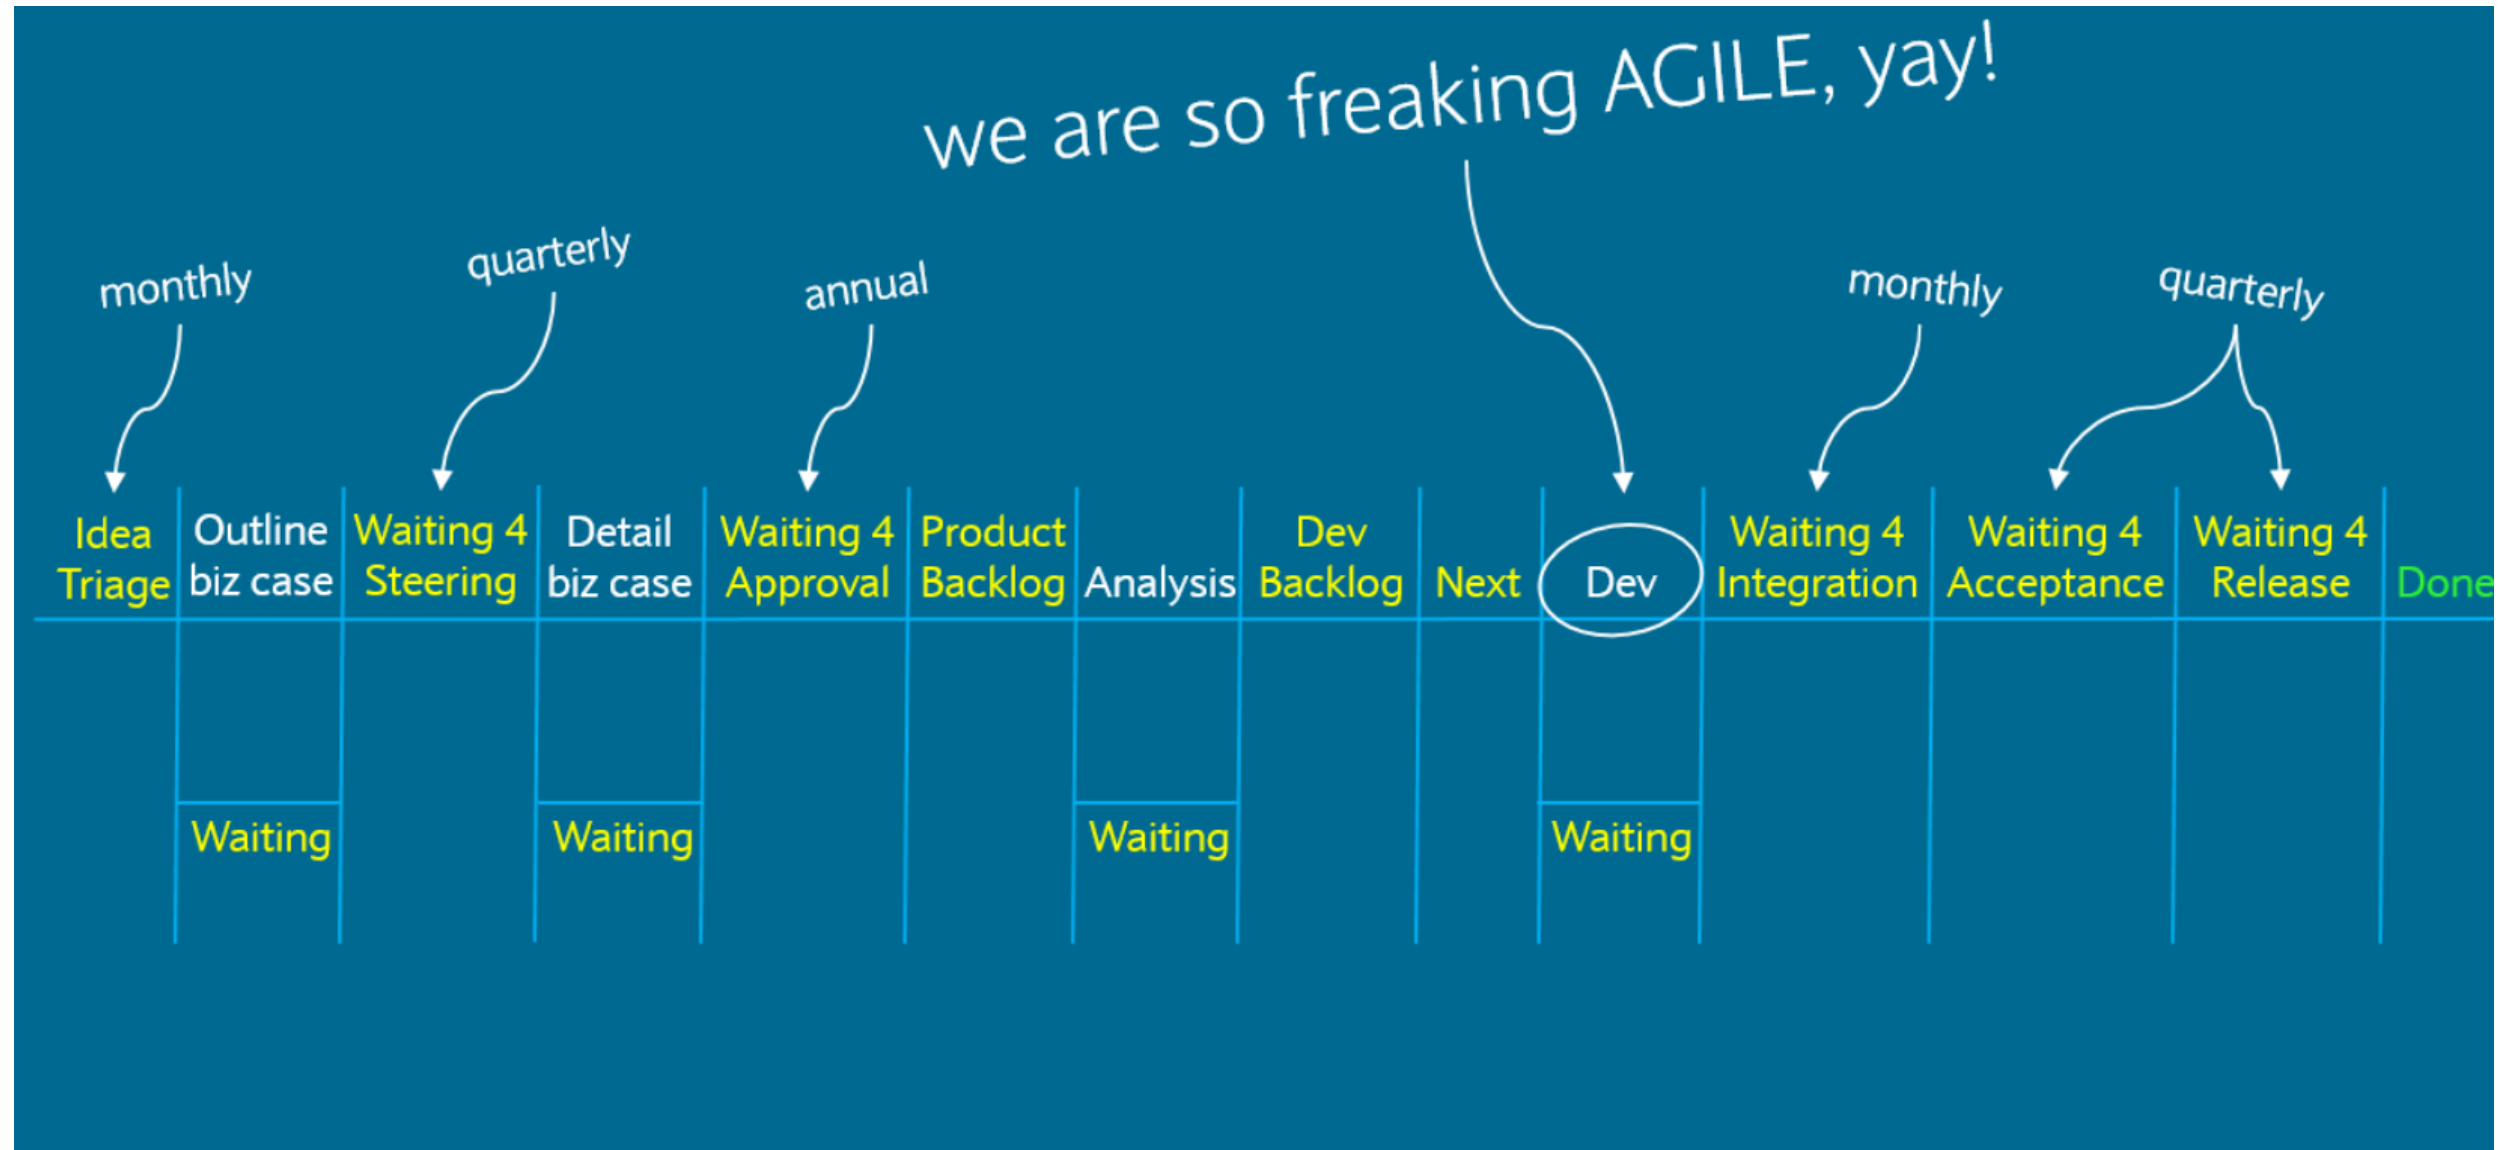 we are so freaking AGILE, yay!
monthly
quarterly
annual
monthly
quarterly
Idea
Triage
Outline
biz case
Waiting 4
Steering
Detail
biz case
Waiting 4
Approval
Product
Backlog
Analysis
Dev
Backlog
Next
Dev
Waiting 4
Integration
Waiting 4
Acceptance
Waiting 4
Release
Done
Waiting
Waiting
Waiting
Waiting